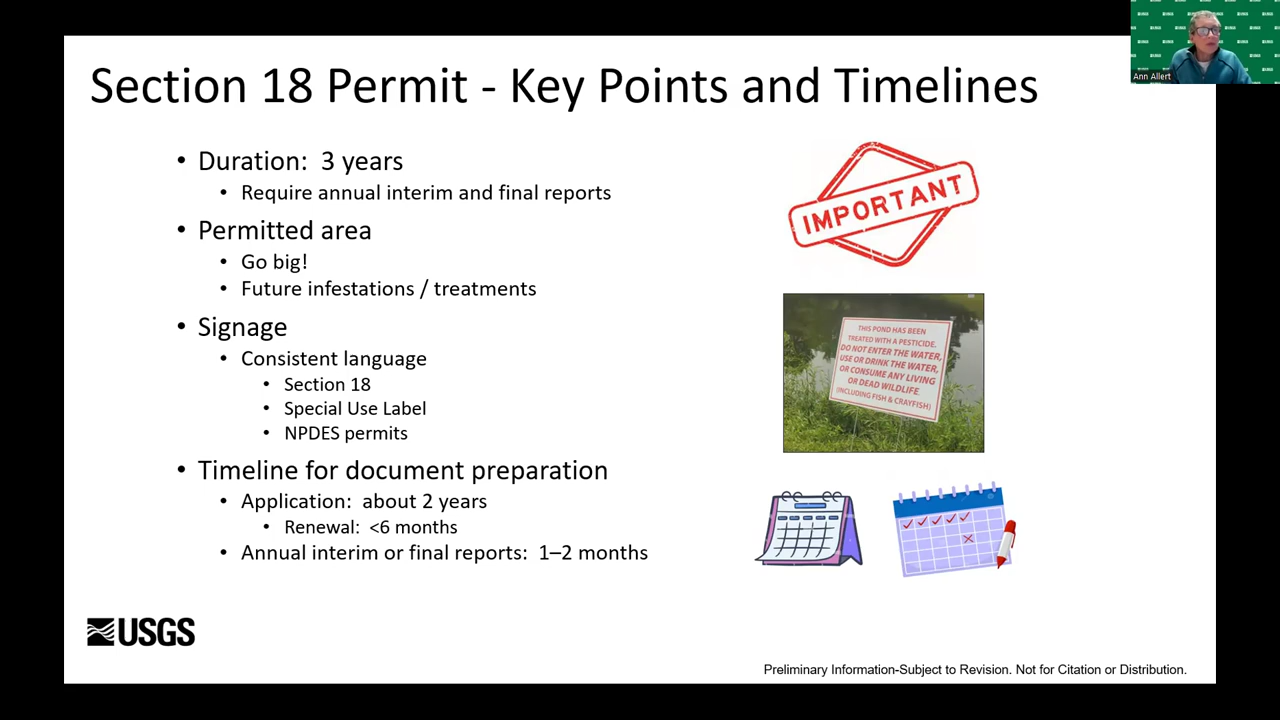 Ann Allert
Section 18 Permit - Key Points and Timelines
• Duration: 3 years
• Require annual interim and final reports
• Permitted area
• Go big!
• Future infestations / treatments
• Signage
• Consistent language
• Section 18
• Special Use Label
• NPDES permits
• Timeline for document preparation
• Application: about 2 years
• Renewal: <6 months
• Annual interim or final reports: 1–2 months
IMPORTANT
THIS POND HAS BEEN
TREATED WITH A PESTICIDE.
DO NOT ENTER THE WATER,
USE OR DRINK THE WATER,
OR CONSUME ANY LIVING
OR DEAD WILDLIFE
(INCLUDING FISH & CRAYFISH)
USGS
Preliminary Information-Subject to Revision. Not for Citation or Distribution.